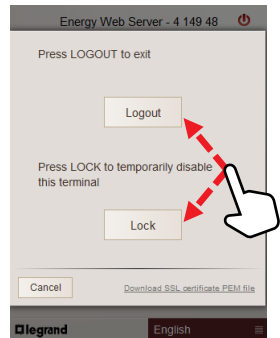 Energy Web Server - 4 149 48
Press LOGOUT to exit
Logout
Press LOCK to temporarily disable
this terminal
Lock
Cancel
Download SSL certificate PEM file
legrand
English